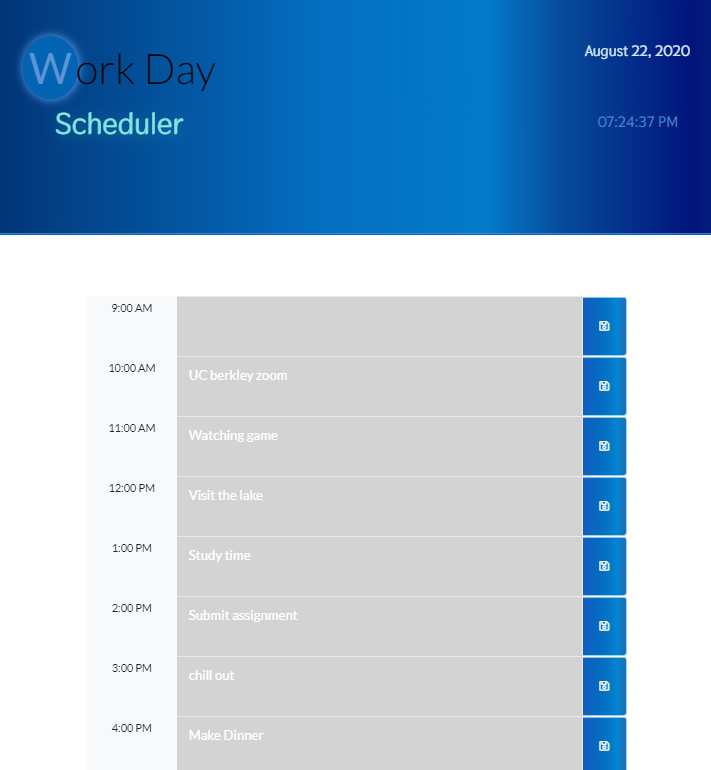 Work Day
Scheduler
August 22, 2020
07:24:37 PM
9:00 AM
10:00 AM UC berkley zoom
11:00 AM Watching game
12:00 PM Visit the lake
1:00 PM Study time
2:00 PM Submit assignment
3:00 PM chill out
4:00 PM Make Dinner